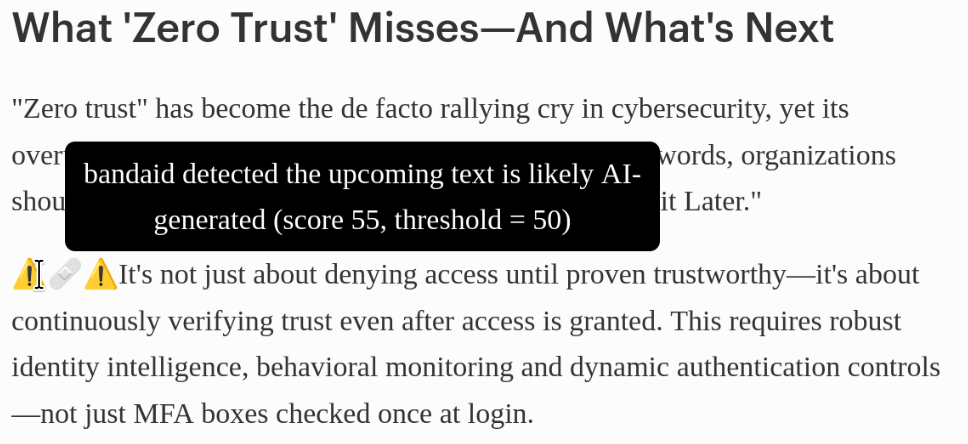 What 'Zero Trust' Misses—And What's Next
"Zero trust" has become the de facto rallying cry in cybersecurity, yet its
over words, organizations
shou it Later."
bandaid detected the upcoming text is likely AI-
generated (score 55, threshold = 50)
⚠️🩹⚠️It's not just about denying access until proven trustworthy—it's about
continuously verifying trust even after access is granted. This requires robust
identity intelligence, behavioral monitoring and dynamic authentication controls
—not just MFA boxes checked once at login.